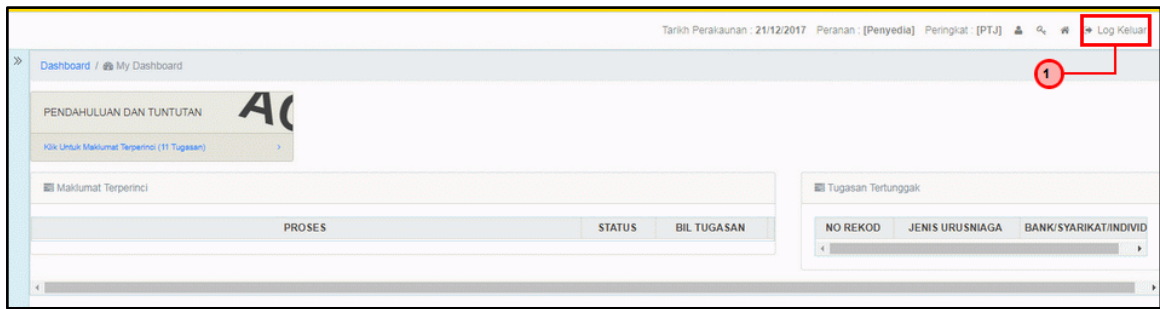 Tarikh Perakaunan : 21/12/2017 Peranan : [Penyedia] Peringkat : [PTJ] Log Keluar
1
Dashboard / My Dashboard
PENDAHULUAN DAN TUNTUTAN
Klik Untuk Maklumat Terperinci (11 Tugasan)
Maklumat Terperinci
Tugasan Tertunggak
PROSES STATUS BIL TUGASAN
NO REKOD JENIS URUSNIAGA BANK/SYARIKAT/INDIVID